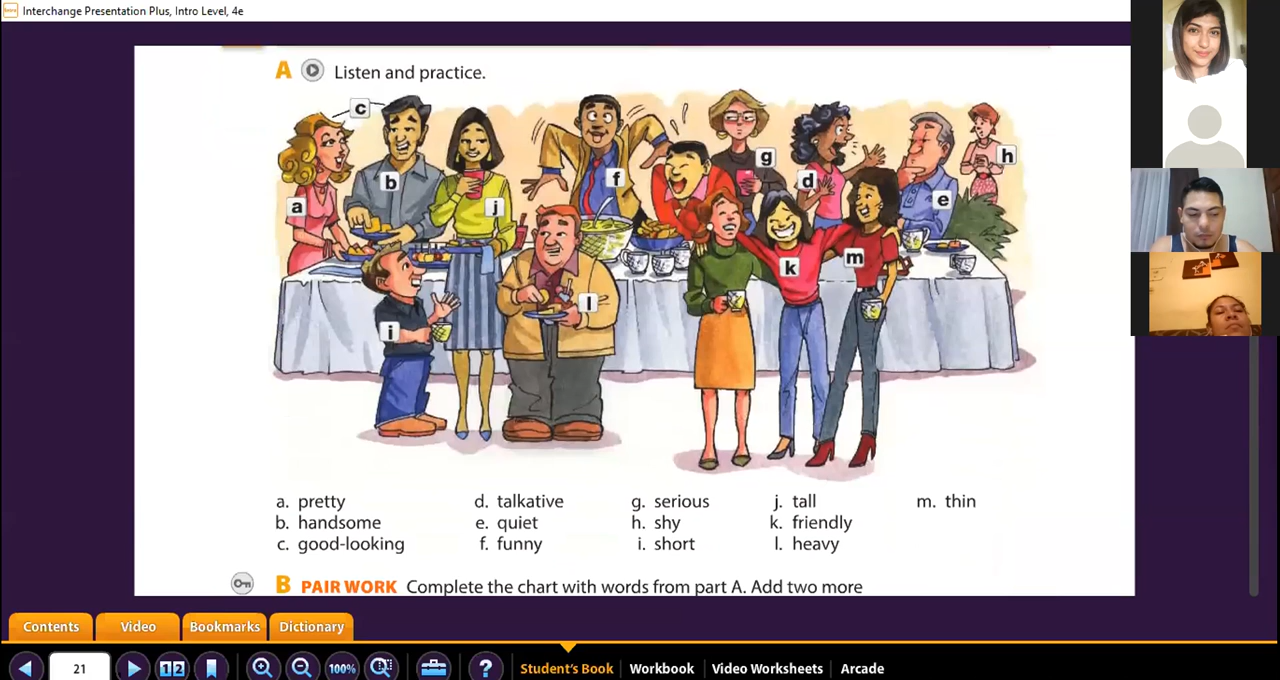 Interchange Presentation Plus, Intro Level, 4e
A Listen and practice.
c
h
g
b
f
d
a
j
e
m
k
l
i
a. pretty d. talkative g. serious j. tall m. thin
b. handsome e. quiet h. shy k. friendly
c. good-looking f. funny i. short l. heavy
B PAIR WORK Complete the chart with words from part A. Add two more
Contents Video Bookmarks Dictionary
21 1 2 100% ? Student's Book Workbook Video Worksheets Arcade